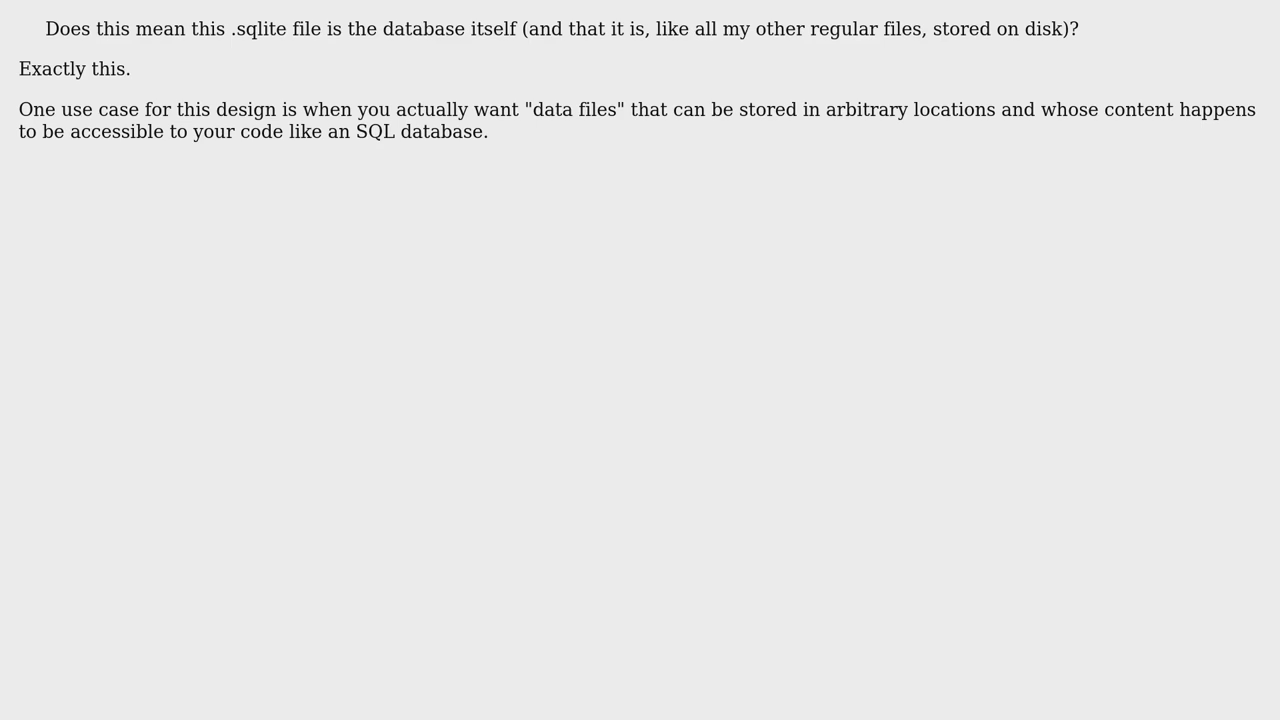 Does this mean this .sqlite file is the database itself (and that it is, like all my other regular files, stored on disk)?
Exactly this.
One use case for this design is when you actually want "data files" that can be stored in arbitrary locations and whose content happens
to be accessible to your code like an SQL database.